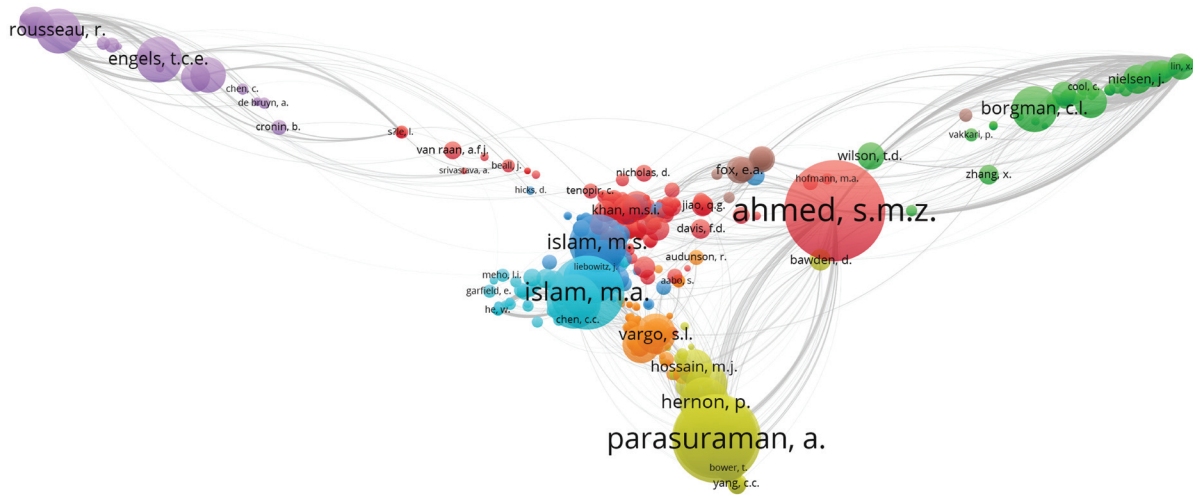 rousseau, r.
engels, t.c.e.
chen, c.
de bruyn, a.
cronin, b.
s?le, l.
van raan, a.f.j.
srivastava, a.
beall, j.
hicks, d.
tenopir, c.
nicholas, d.
khan, m.s.i.
jiao, q.g.
davis, f.d.
fox, e.a.
wilson, t.d.
hofmann, m.a.
ahmed, s.m.z.
bawden, d.
lin, x.
nielsen, j.
cool, c.
borgman, c.l.
vakkari, p.
zhang, x.
islam, m.s.
liebowitz, j.
audunson, r.
aabo, s.
meho, l.i.
garfield, e.
islam, m.a.
he, w.
chen, c.c.
vargo, s.l.
hossain, m.j.
hernon, p.
parasuraman, a.
bower, t.
yang, c.c.